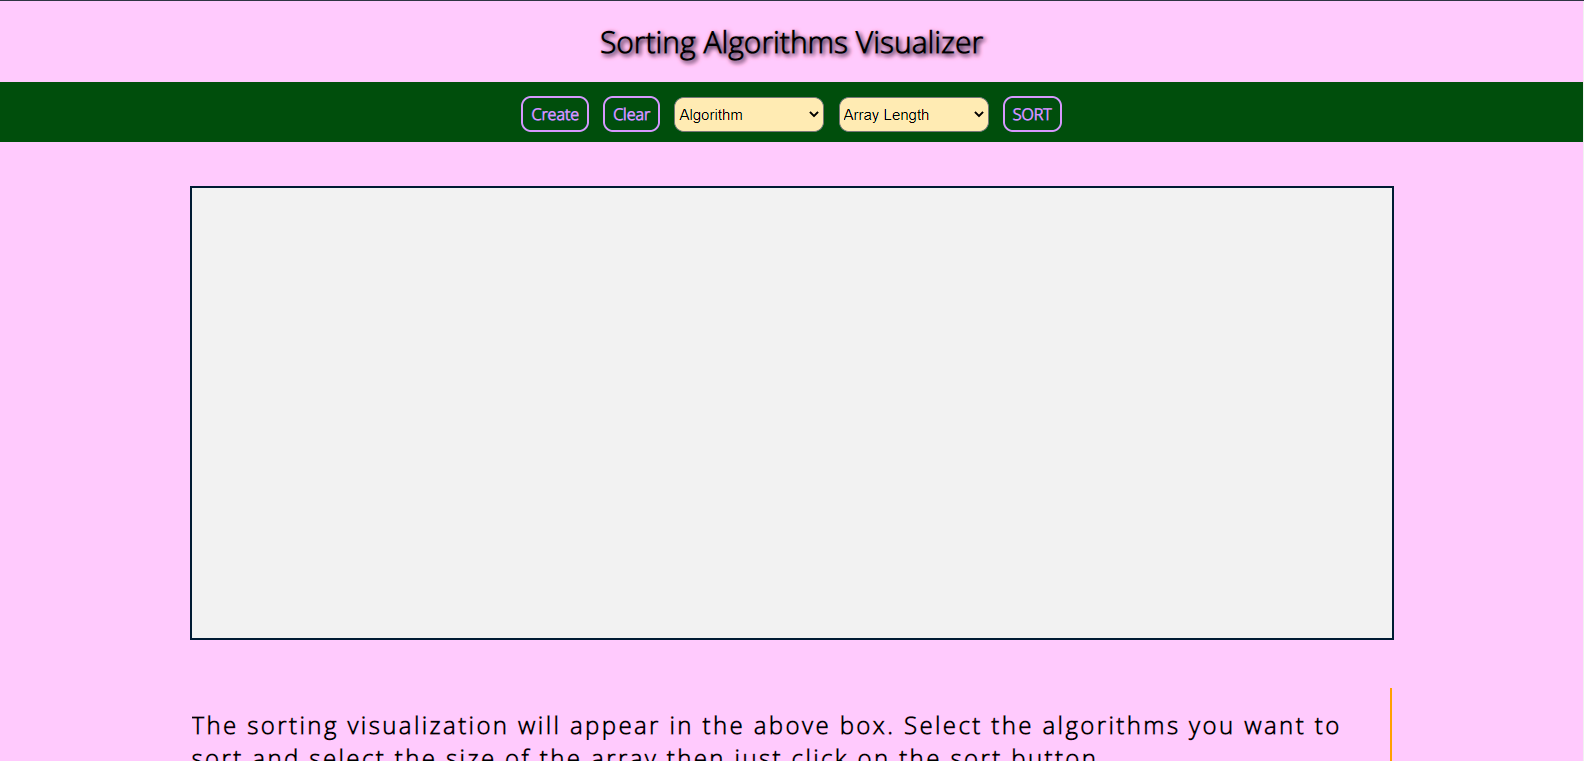 Sorting Algorithms Visualizer
Create Clear Algorithm Array Length SORT
The sorting visualization will appear in the above box. Select the algorithms you want to
sort and select the size of the array then just click on the sort button.